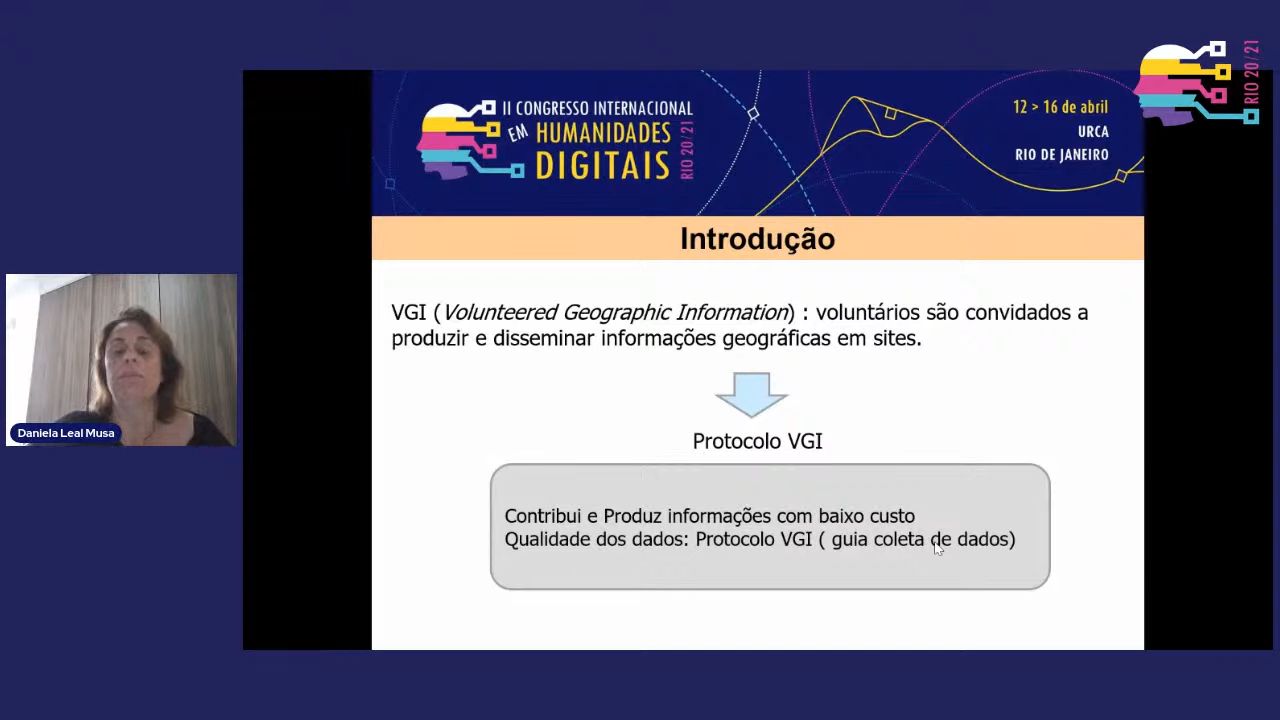 II CONGRESSO INTERNACIONAL
EM HUMANIDADES
DIGITAIS
RIO 20/21
12 > 16 de abril
URCA
RIO DE JANEIRO
RIO 20/21
Introdução
VGI (Volunteered Geographic Information) : voluntários são convidados a
produzir e disseminar informações geográficas em sites.
Protocolo VGI
Contribui e Produz informações com baixo custo
Qualidade dos dados: Protocolo VGI ( guia coleta de dados)
Daniela Leal Musa